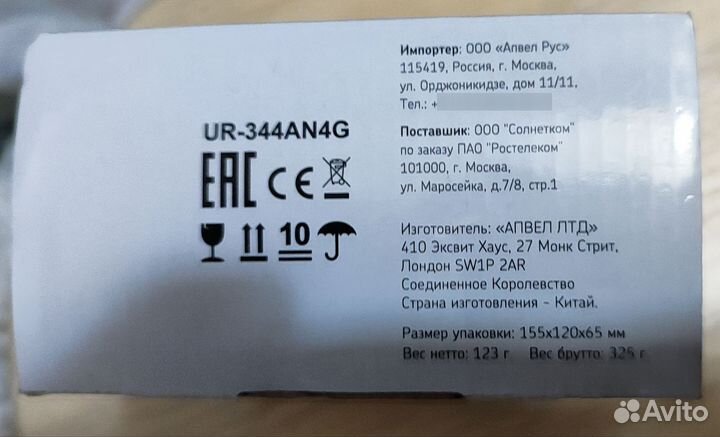 UR-344AN4G
EAC CE
10
Импортер: ООО «Апвел Рус»
115419, Россия, г. Москва,
ул. Орджоникидзе, дом 11/11,
Тел.: +
Поставшик: ООО "Солнетком"
по заказу ПАО "Ростелеком"
101000, г. Москва,
ул. Маросейка, д.7/8, стр.1
Изготовитель: «АПВЕЛ ЛТД»
410 Эксвит Хаус, 27 Монк Стрит,
Лондон SW1P 2AR
Соединенное Королевство
Страна изготовления – Китай.
Размер упаковки: 155x120x65 мм
Вес нетто: 123 г Вес брутто: 325 г
Avito